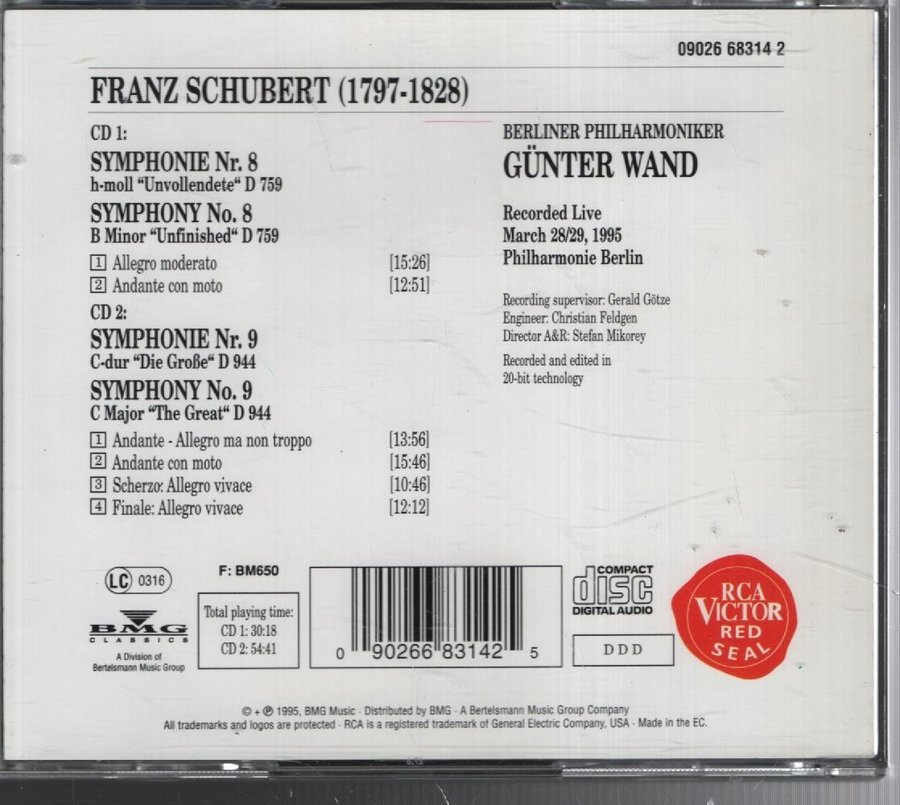 09026 68314 2
FRANZ SCHUBERT (1797-1828)
CD 1:
SYMPHONIE Nr. 8
h-moll "Unvollendete" D 759
SYMPHONY No. 8
B Minor "Unfinished" D 759
1 Allegro moderato [15:26]
2 Andante con moto [12:51]
CD 2:
SYMPHONIE Nr. 9
C-dur "Die Große" D 944
SYMPHONY No. 9
C Major "The Great" D 944
1 Andante - Allegro ma non troppo [13:56]
2 Andante con moto [15:46]
3 Scherzo: Allegro vivace [10:46]
4 Finale: Allegro vivace [12:12]
BERLINER PHILHARMONIKER
GÜNTER WAND
Recorded Live
March 28/29, 1995
Philharmonie Berlin
Recording supervisor: Gerald Götze
Engineer: Christian Feldgen
Director A&R: Stefan Mikorey
Recorded and edited in
20-bit technology
LC 0316
BMG
CLASSICS
A Division of
Bertelsmann Music Group
F: BM650
Total playing time:
CD 1: 30:18
CD 2: 54:41
0 90266 83142 5
COMPACT
disc
DIGITAL AUDIO
DDD
RCA
VICTOR
RED
SEAL
© + ℗ 1995, BMG Music · Distributed by BMG · A Bertelsmann Music Group Company
All trademarks and logos are protected · RCA is a registered trademark of General Electric Company, USA · Made in the EC.